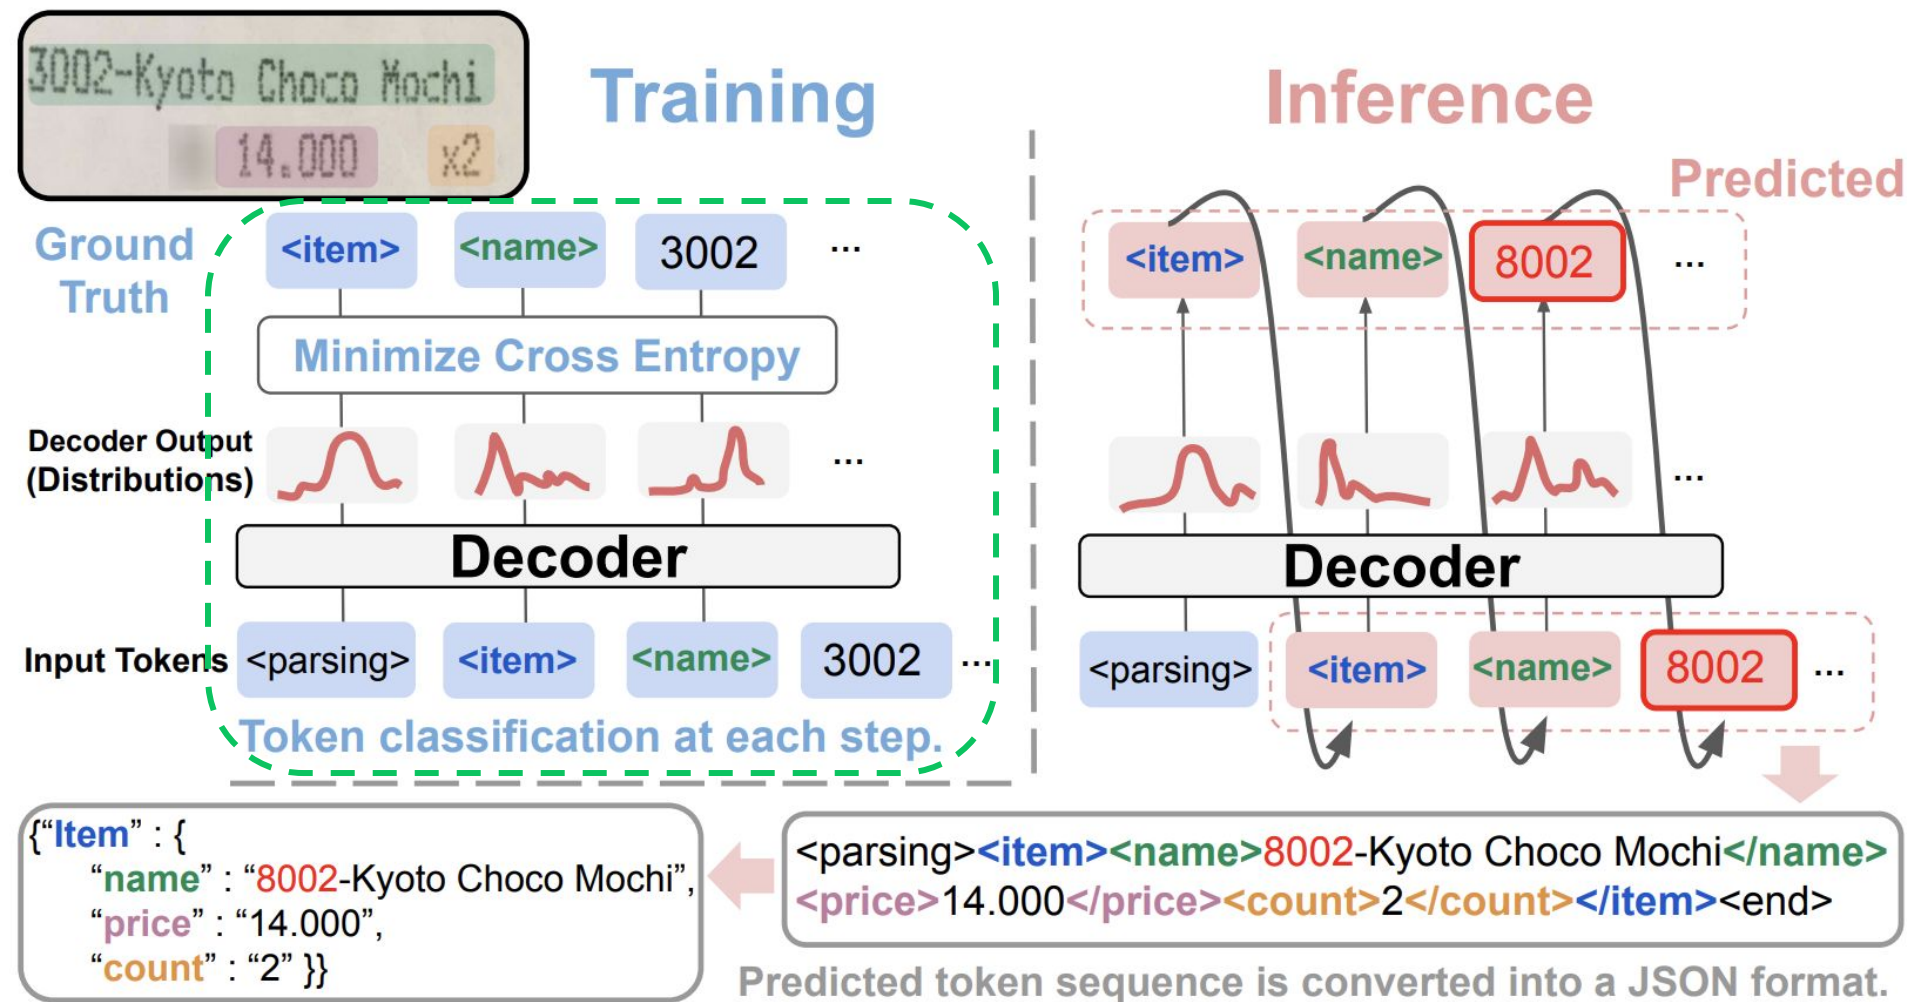 3002-Kyoto Choco Mochi
14.000 x2
Training
Inference
Predicted
Ground
Truth
<item> <name> 3002 ...
<item> <name> 8002 ...
Minimize Cross Entropy
Decoder Output
(Distributions)
...
...
Decoder
Decoder
Input Tokens <parsing> <item> <name> 3002 ...
<parsing> <item> <name> 8002 ...
Token classification at each step.
{“Item” : {
“name” : “8002-Kyoto Choco Mochi”,
“price” : “14.000”,
“count” : “2” }}
<parsing><item><name>8002-Kyoto Choco Mochi</name>
<price>14.000</price><count>2</count></item><end>
Predicted token sequence is converted into a JSON format.